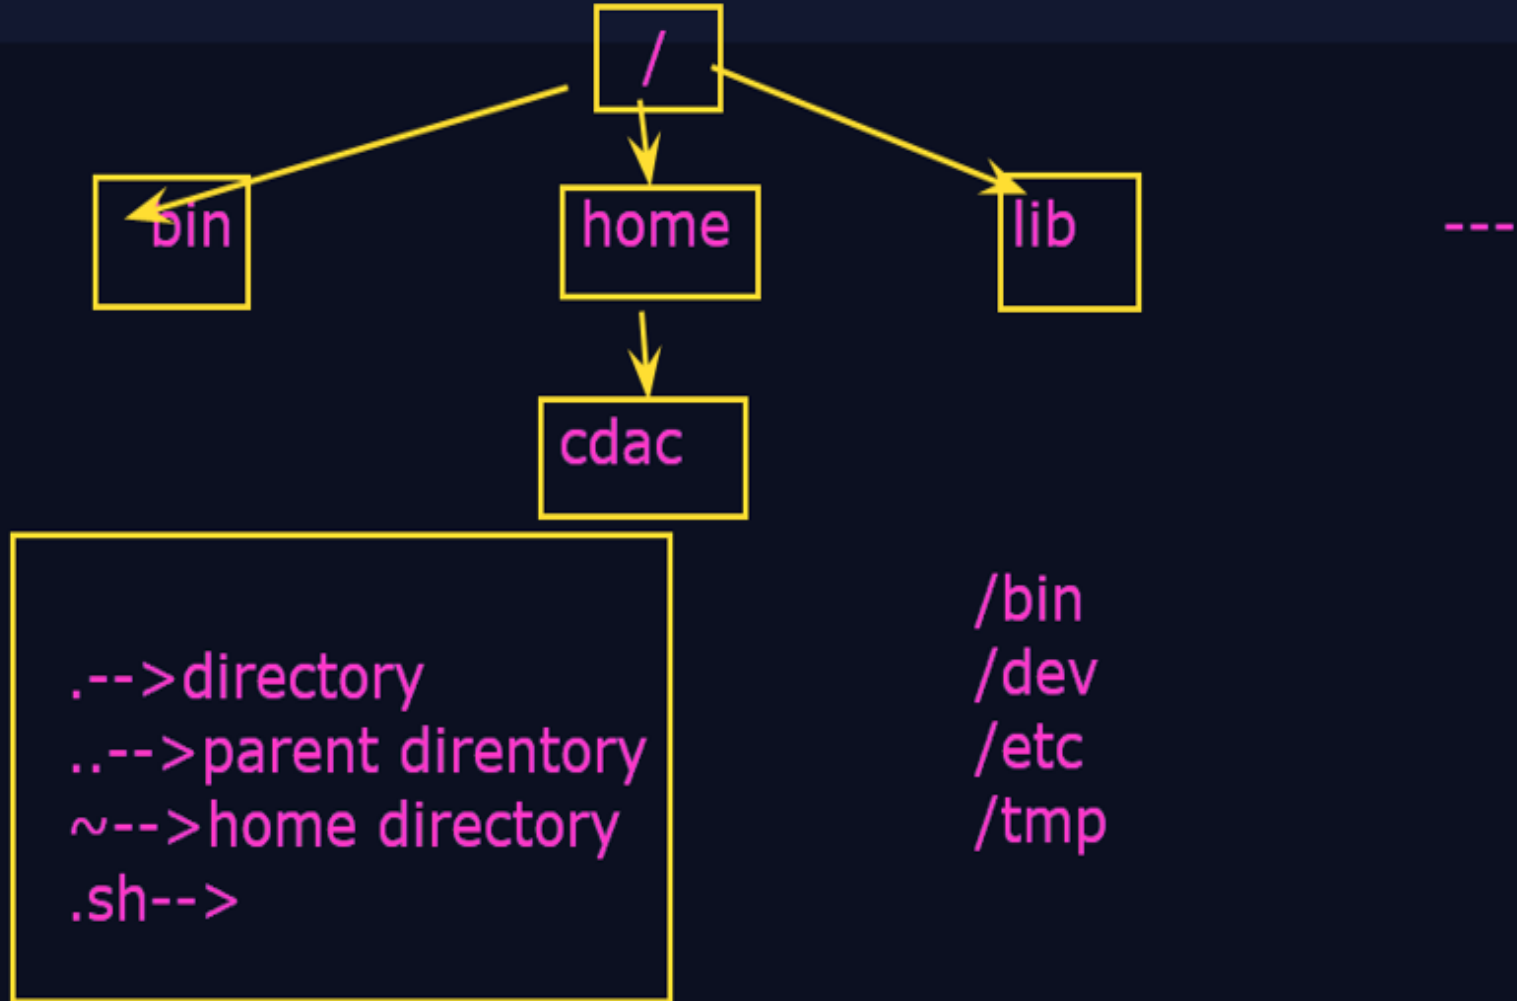 /
bin home lib ---
cdac
.-->directory
..-->parent direntory
~-->home directory
.sh-->
/bin
/dev
/etc
/tmp